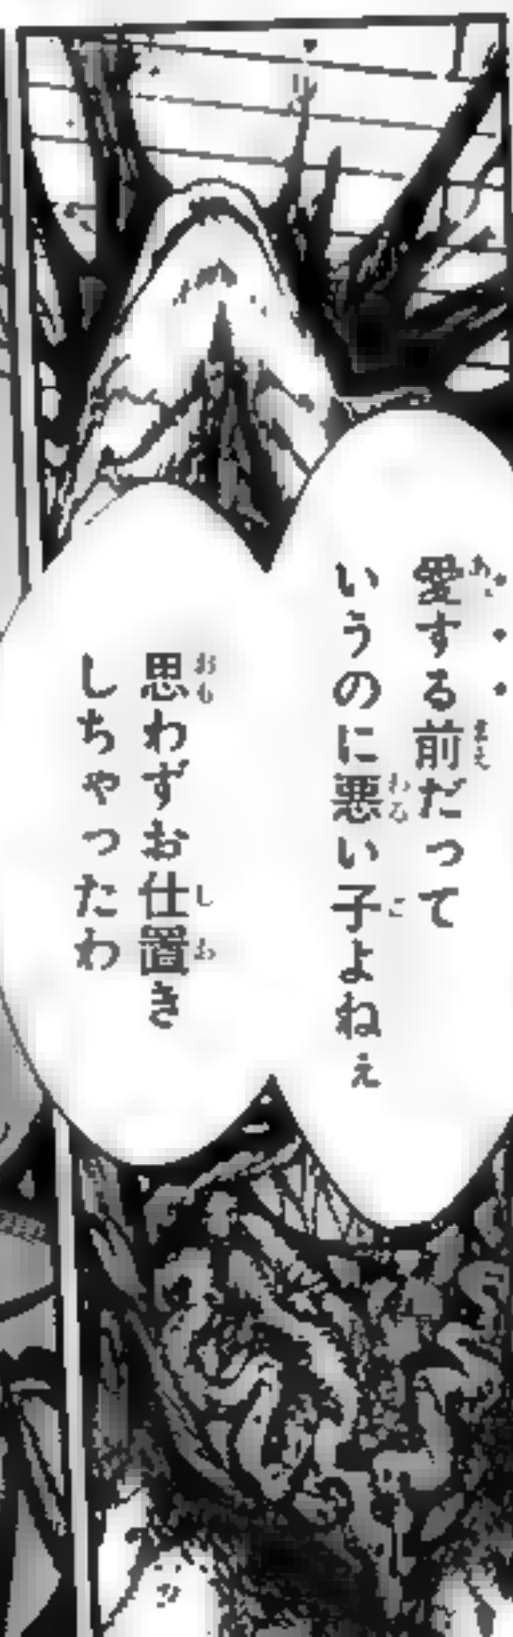 愛する前だって
いうのに悪い子よねぇ
思わずお仕置き
しちゃったわ